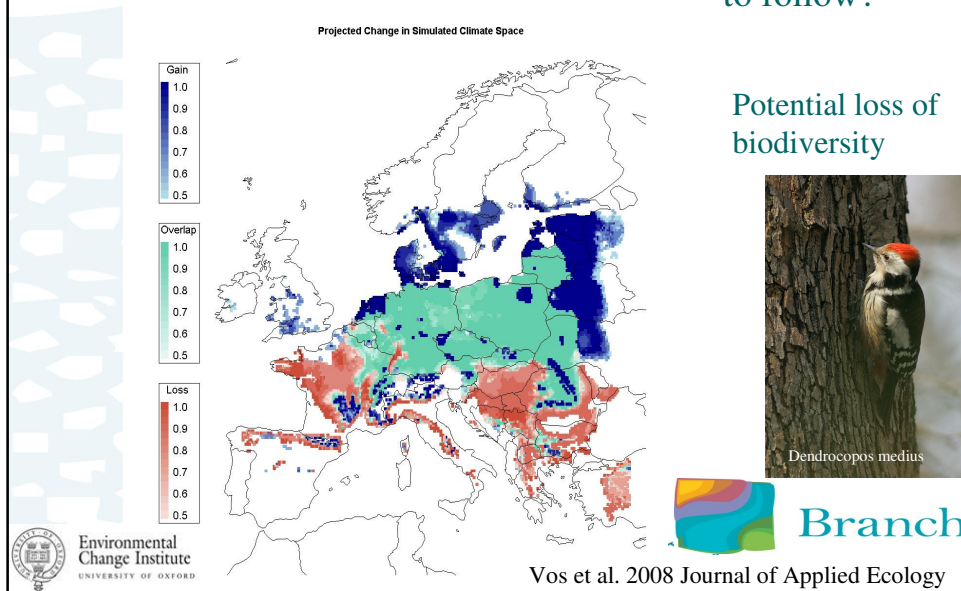 to follow?
Projected Change in Simulated Climate Space
Gain
1.0
0.9
0.8
0.7
0.6
0.5
Overlap
1.0
0.9
0.8
0.7
0.6
0.5
Loss
1.0
0.9
0.8
0.7
0.6
0.5
Potential loss of
biodiversity
Dendrocopos medius
Branch
Environmental
Change Institute
UNIVERSITY OF OXFORD
Vos et al. 2008 Journal of Applied Ecology